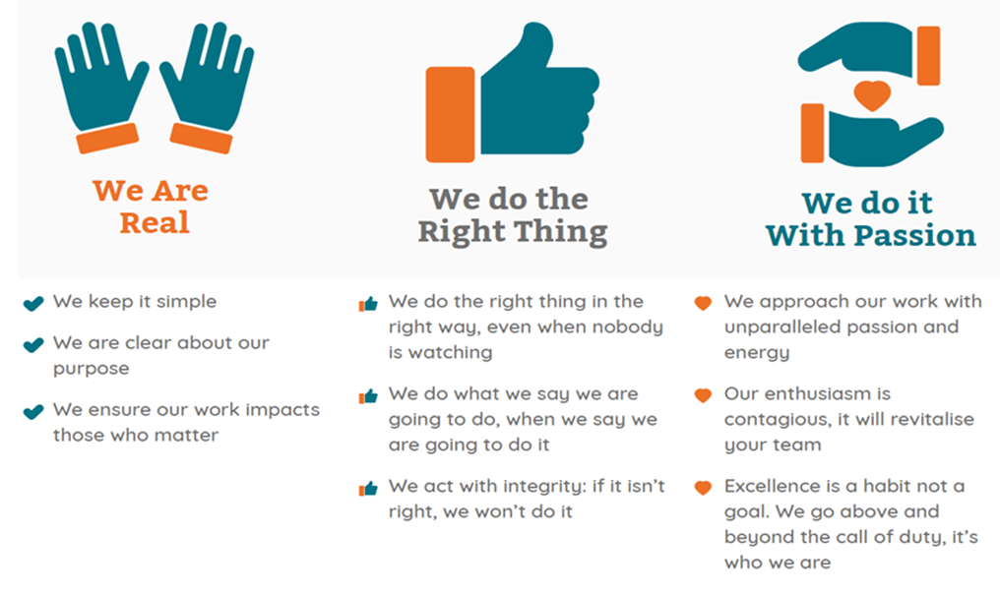 We Are
Real
We keep it simple
We are clear about our
purpose
We ensure our work impacts
those who matter
We do the
Right Thing
We do the right thing in the
right way, even when nobody
is watching
We do what we say we are
going to do, when we say we
are going to do it
We act with integrity: if it isn’t
right, we won’t do it
We do it
With Passion
We approach our work with
unparalleled passion and
energy
Our enthusiasm is
contagious, it will revitalise
your team
Excellence is a habit not a
goal. We go above and
beyond the call of duty, it’s
who we are